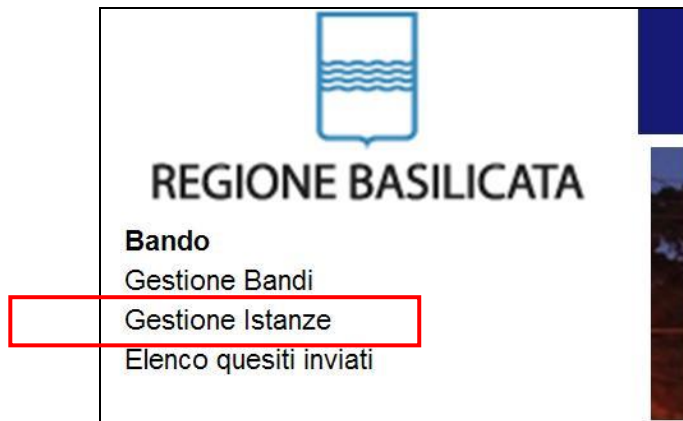 REGIONE BASILICATA
Bando
Gestione Bandi
Gestione Istanze
Elenco quesiti inviati